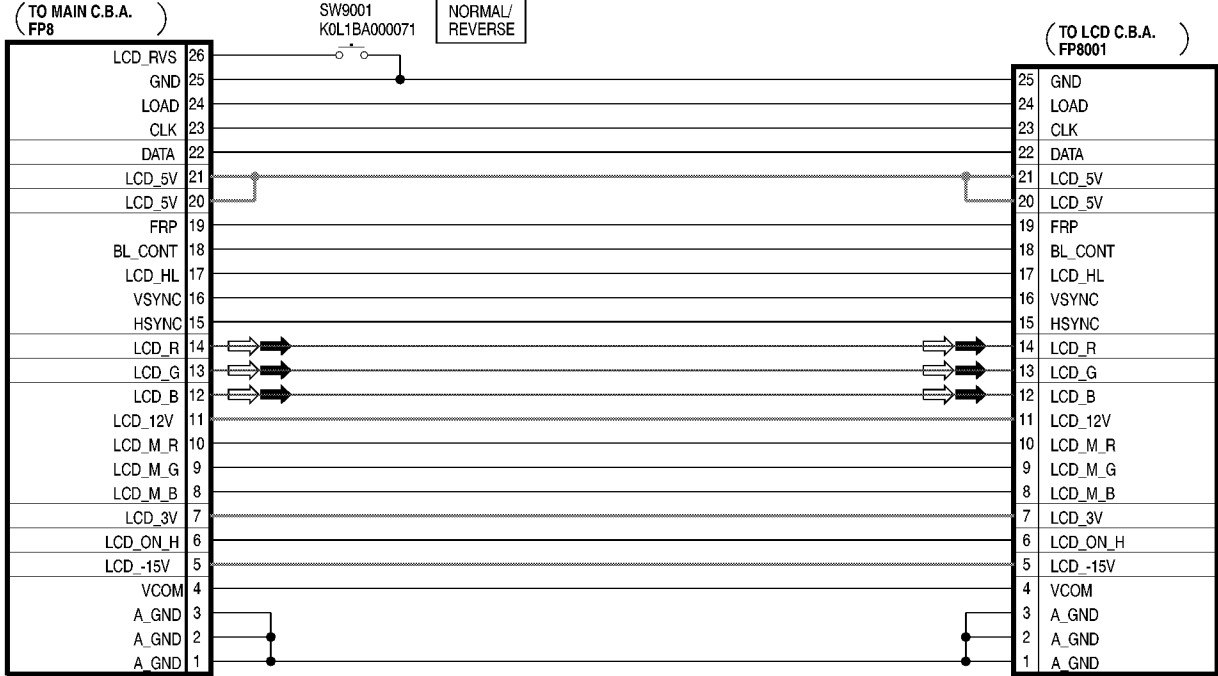 TO MAIN C.B.A.
FP8
SW9001
K0L1BA000071
NORMAL/
REVERSE
TO LCD C.B.A.
FP8001
LCD_RVS 26
GND 25 25 GND
LOAD 24 24 LOAD
CLK 23 23 CLK
DATA 22 22 DATA
LCD_5V 21 21 LCD_5V
LCD_5V 20 20 LCD_5V
FRP 19 19 FRP
BL_CONT 18 18 BL_CONT
LCD_HL 17 17 LCD_HL
VSYNC 16 16 VSYNC
HSYNC 15 15 HSYNC
LCD_R 14 14 LCD_R
LCD_G 13 13 LCD_G
LCD_B 12 12 LCD_B
LCD_12V 11 11 LCD_12V
LCD_M_R 10 10 LCD_M_R
LCD_M_G 9 9 LCD_M_G
LCD_M_B 8 8 LCD_M_B
LCD_3V 7 7 LCD_3V
LCD_ON_H 6 6 LCD_ON_H
LCD_-15V 5 5 LCD_-15V
VCOM 4 4 VCOM
A_GND 3 3 A_GND
A_GND 2 2 A_GND
A_GND 1 1 A_GND